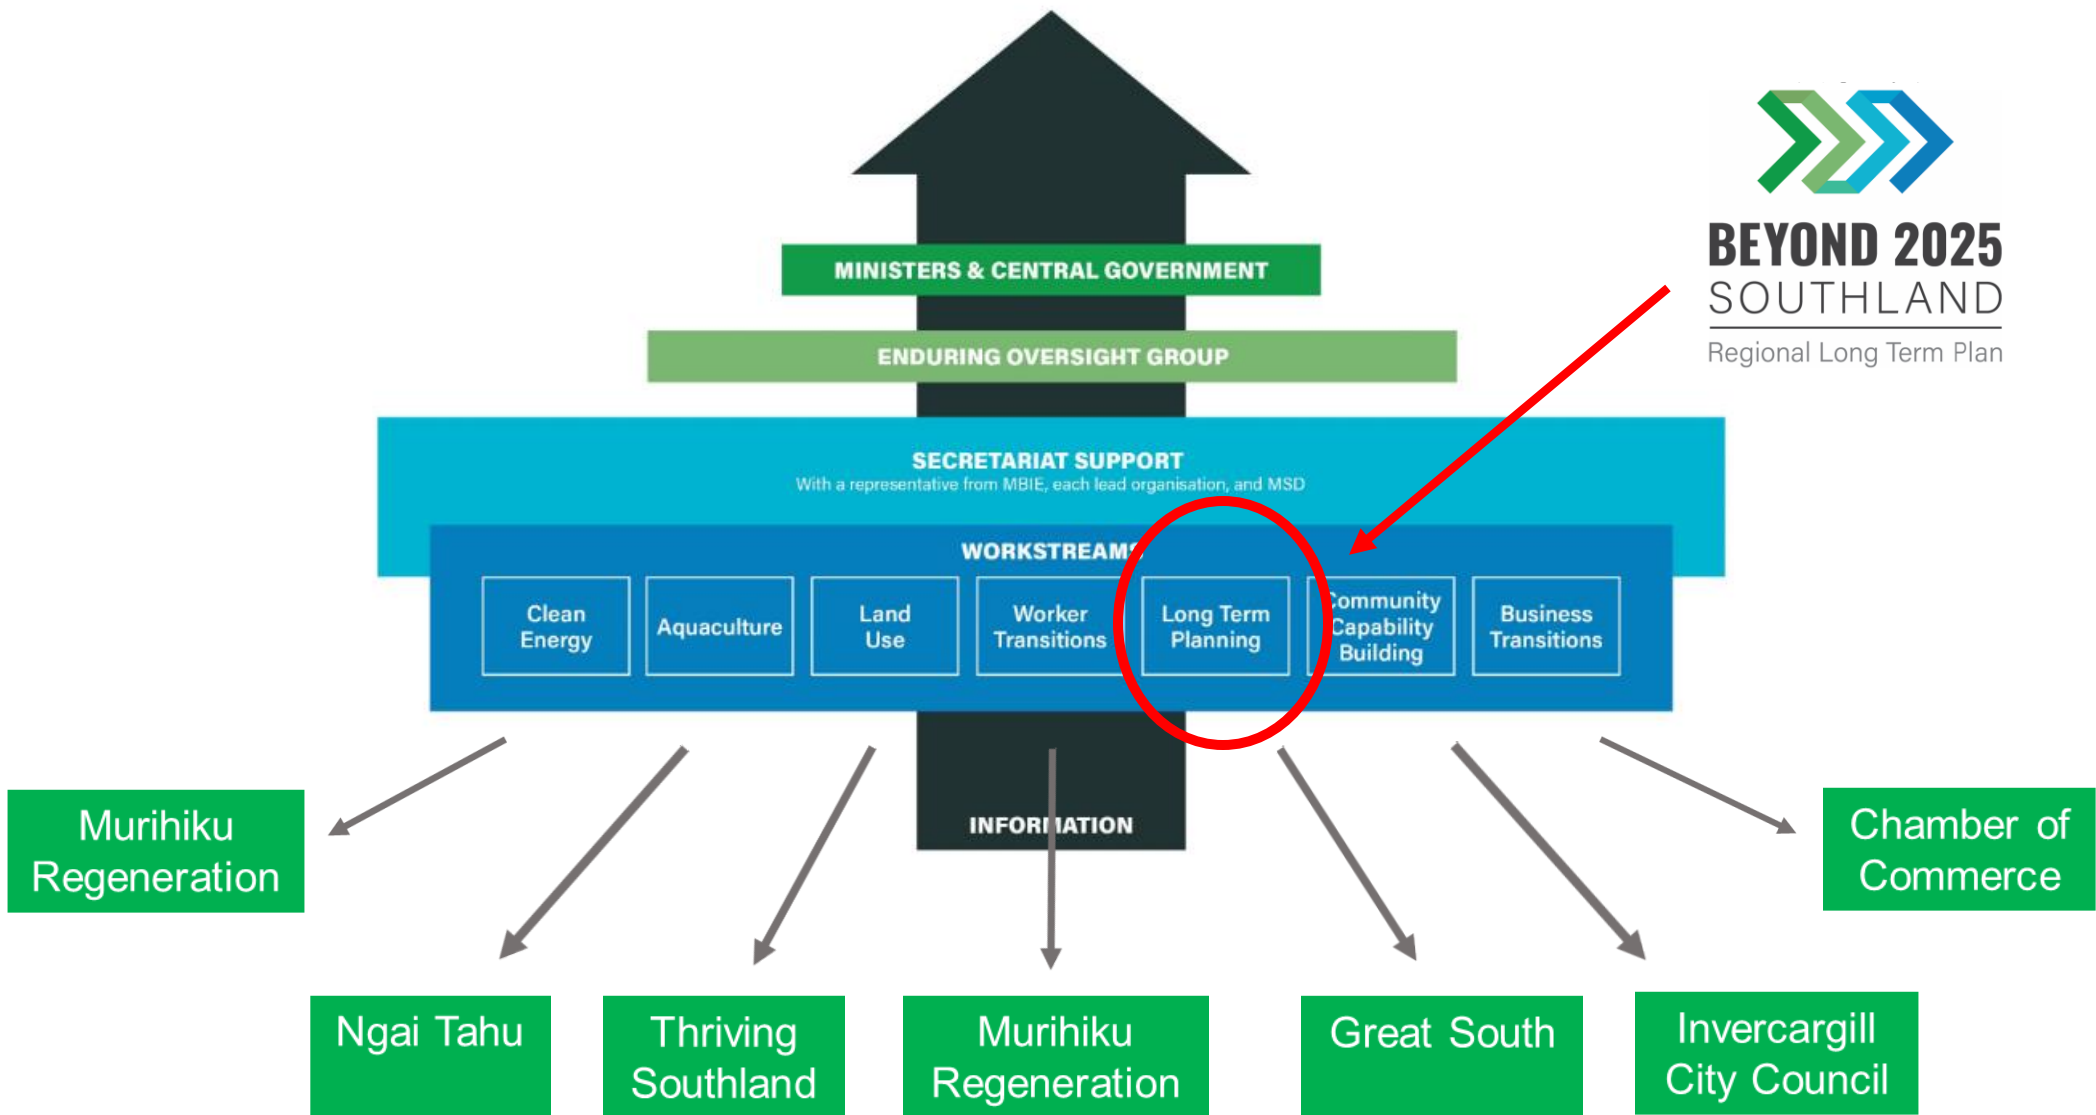 MINISTERS & CENTRAL GOVERNMENT
ENDURING OVERSIGHT GROUP
SECRETARIAT SUPPORT
With a representative from MBIE, each lead organisation, and MSD
WORKSTREAMS
Clean
Energy
Aquaculture
Land
Use
Worker
Transitions
Long Term
Planning
Community
Capability
Building
Business
Transitions
INFORMATION
BEYOND 2025
SOUTHLAND
Regional Long Term Plan
Murihiku
Regeneration
Ngai Tahu
Thriving
Southland
Murihiku
Regeneration
Great South
Invercargill
City Council
Chamber of
Commerce